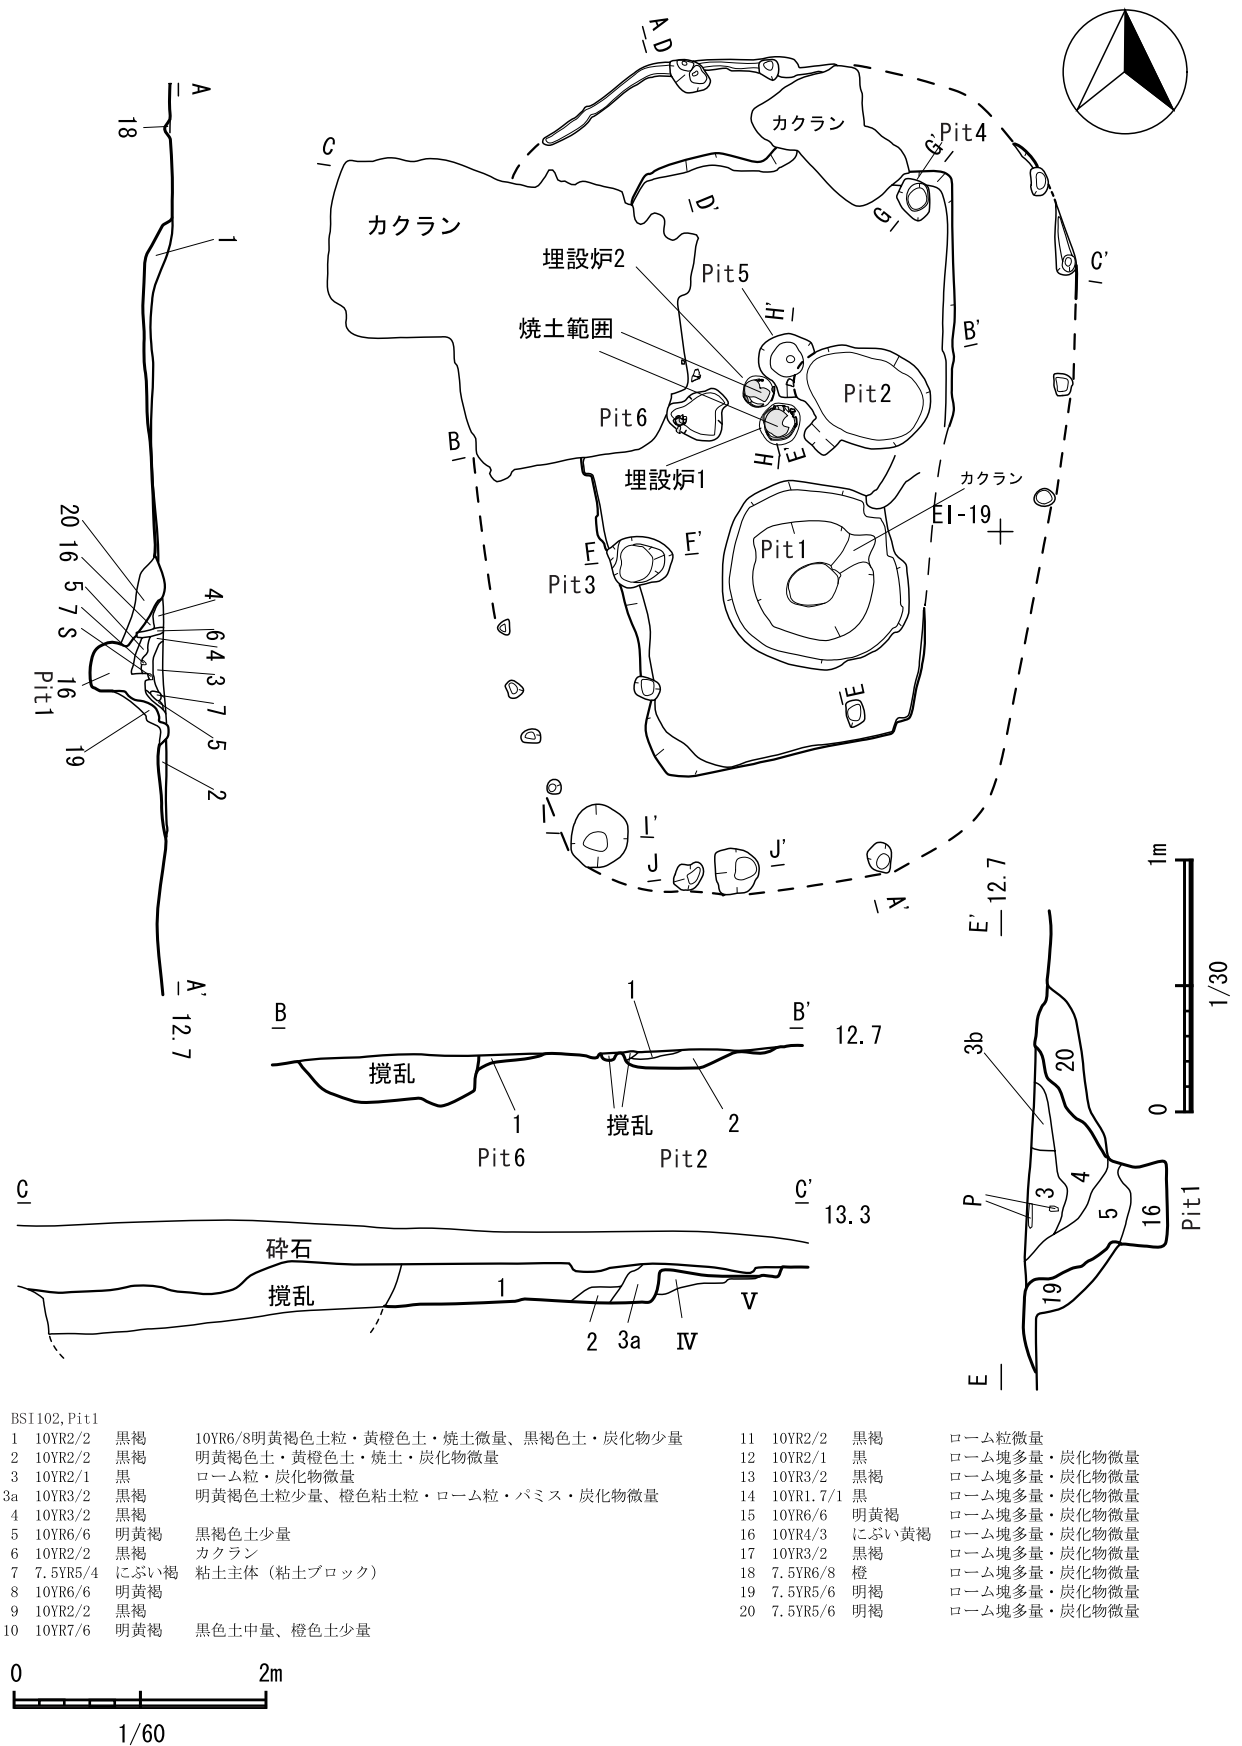 A
D
カクラン
Pit4
G'
G
C
カクラン
D'
埋設炉2
Pit5
C'
焼土範囲
H'
B'
Pit6
Pit2
B
H
E'
埋設炉1
カクラン
EI-19
F
F'
Pit1
Pit3
E
I
I'
J
J'
A'
A
18
1
20
16
5
7
S
4
6
4
3
7
5
2
16
Pit1
19
A'
12.7
B
B'
12.7
1
撹乱
1
撹乱
2
Pit6
Pit2
C
C'
13.3
砕石
撹乱
1
2
3a
Ⅳ
Ⅴ
E'
12.7
3b
20
P
3
4
5
16
Pit1
19
E
1m
0
1/30
BSI102,Pit1
1 10YR2/2 黒褐 10YR6/8明黄褐色土粒・黄橙色土・焼土微量、黒褐色土・炭化物少量
2 10YR2/2 黒褐 明黄褐色土・黄橙色土・焼土・炭化物微量
3 10YR2/1 黒 ローム粒・炭化物微量
3a 10YR3/2 黒褐 明黄褐色土粒少量、橙色粘土粒・ローム粒・パミス・炭化物微量
4 10YR3/2 黒褐
5 10YR6/6 明黄褐 黒褐色土少量
6 10YR2/2 黒褐 カクラン
7 7.5YR5/4 にぶい褐 粘土主体（粘土ブロック）
8 10YR6/6 明黄褐
9 10YR2/2 黒褐
10 10YR7/6 明黄褐 黒色土中量、橙色土少量
11 10YR2/2 黒褐 ローム粒微量
12 10YR2/1 黒 ローム塊多量・炭化物微量
13 10YR3/2 黒褐 ローム塊多量・炭化物微量
14 10YR1.7/1 黒 ローム塊多量・炭化物微量
15 10YR6/6 明黄褐 ローム塊多量・炭化物微量
16 10YR4/3 にぶい黄褐 ローム塊多量・炭化物微量
17 10YR3/2 黒褐 ローム塊多量・炭化物微量
18 7.5YR6/8 橙 ローム塊多量・炭化物微量
19 7.5YR5/6 明褐 ローム塊多量・炭化物微量
20 7.5YR5/6 明褐 ローム塊多量・炭化物微量
0 2m
1/60